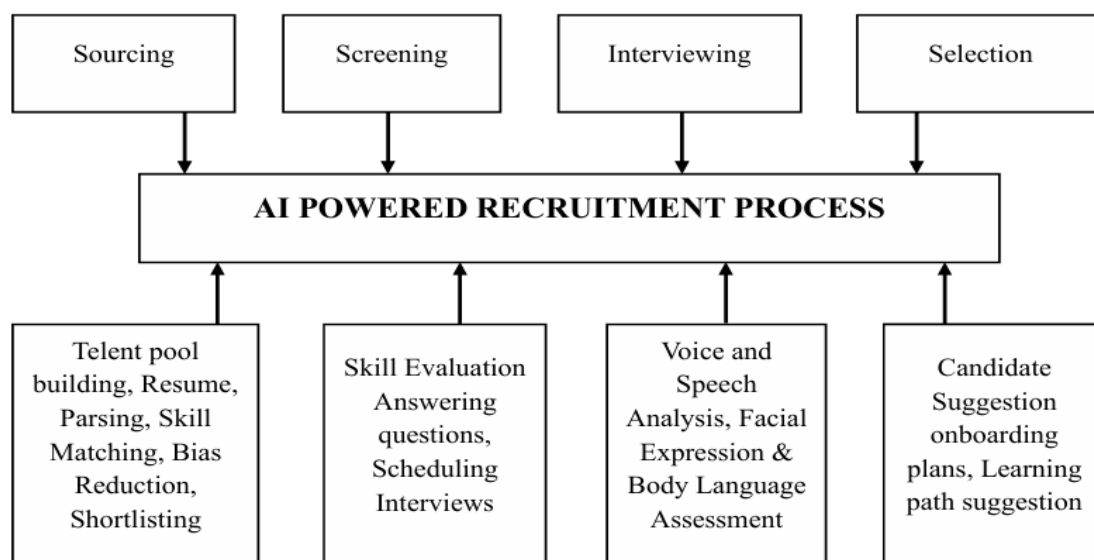 Sourcing
Screening
Interviewing
Selection
AI POWERED RECRUITMENT PROCESS
Telent pool
building, Resume,
Parsing, Skill
Matching, Bias
Reduction,
Shortlisting
Skill Evaluation
Answering
questions,
Scheduling
Interviews
Voice and
Speech
Analysis, Facial
Expression &
Body Language
Assessment
Candidate
Suggestion
onboarding
plans, Learning
path suggestion